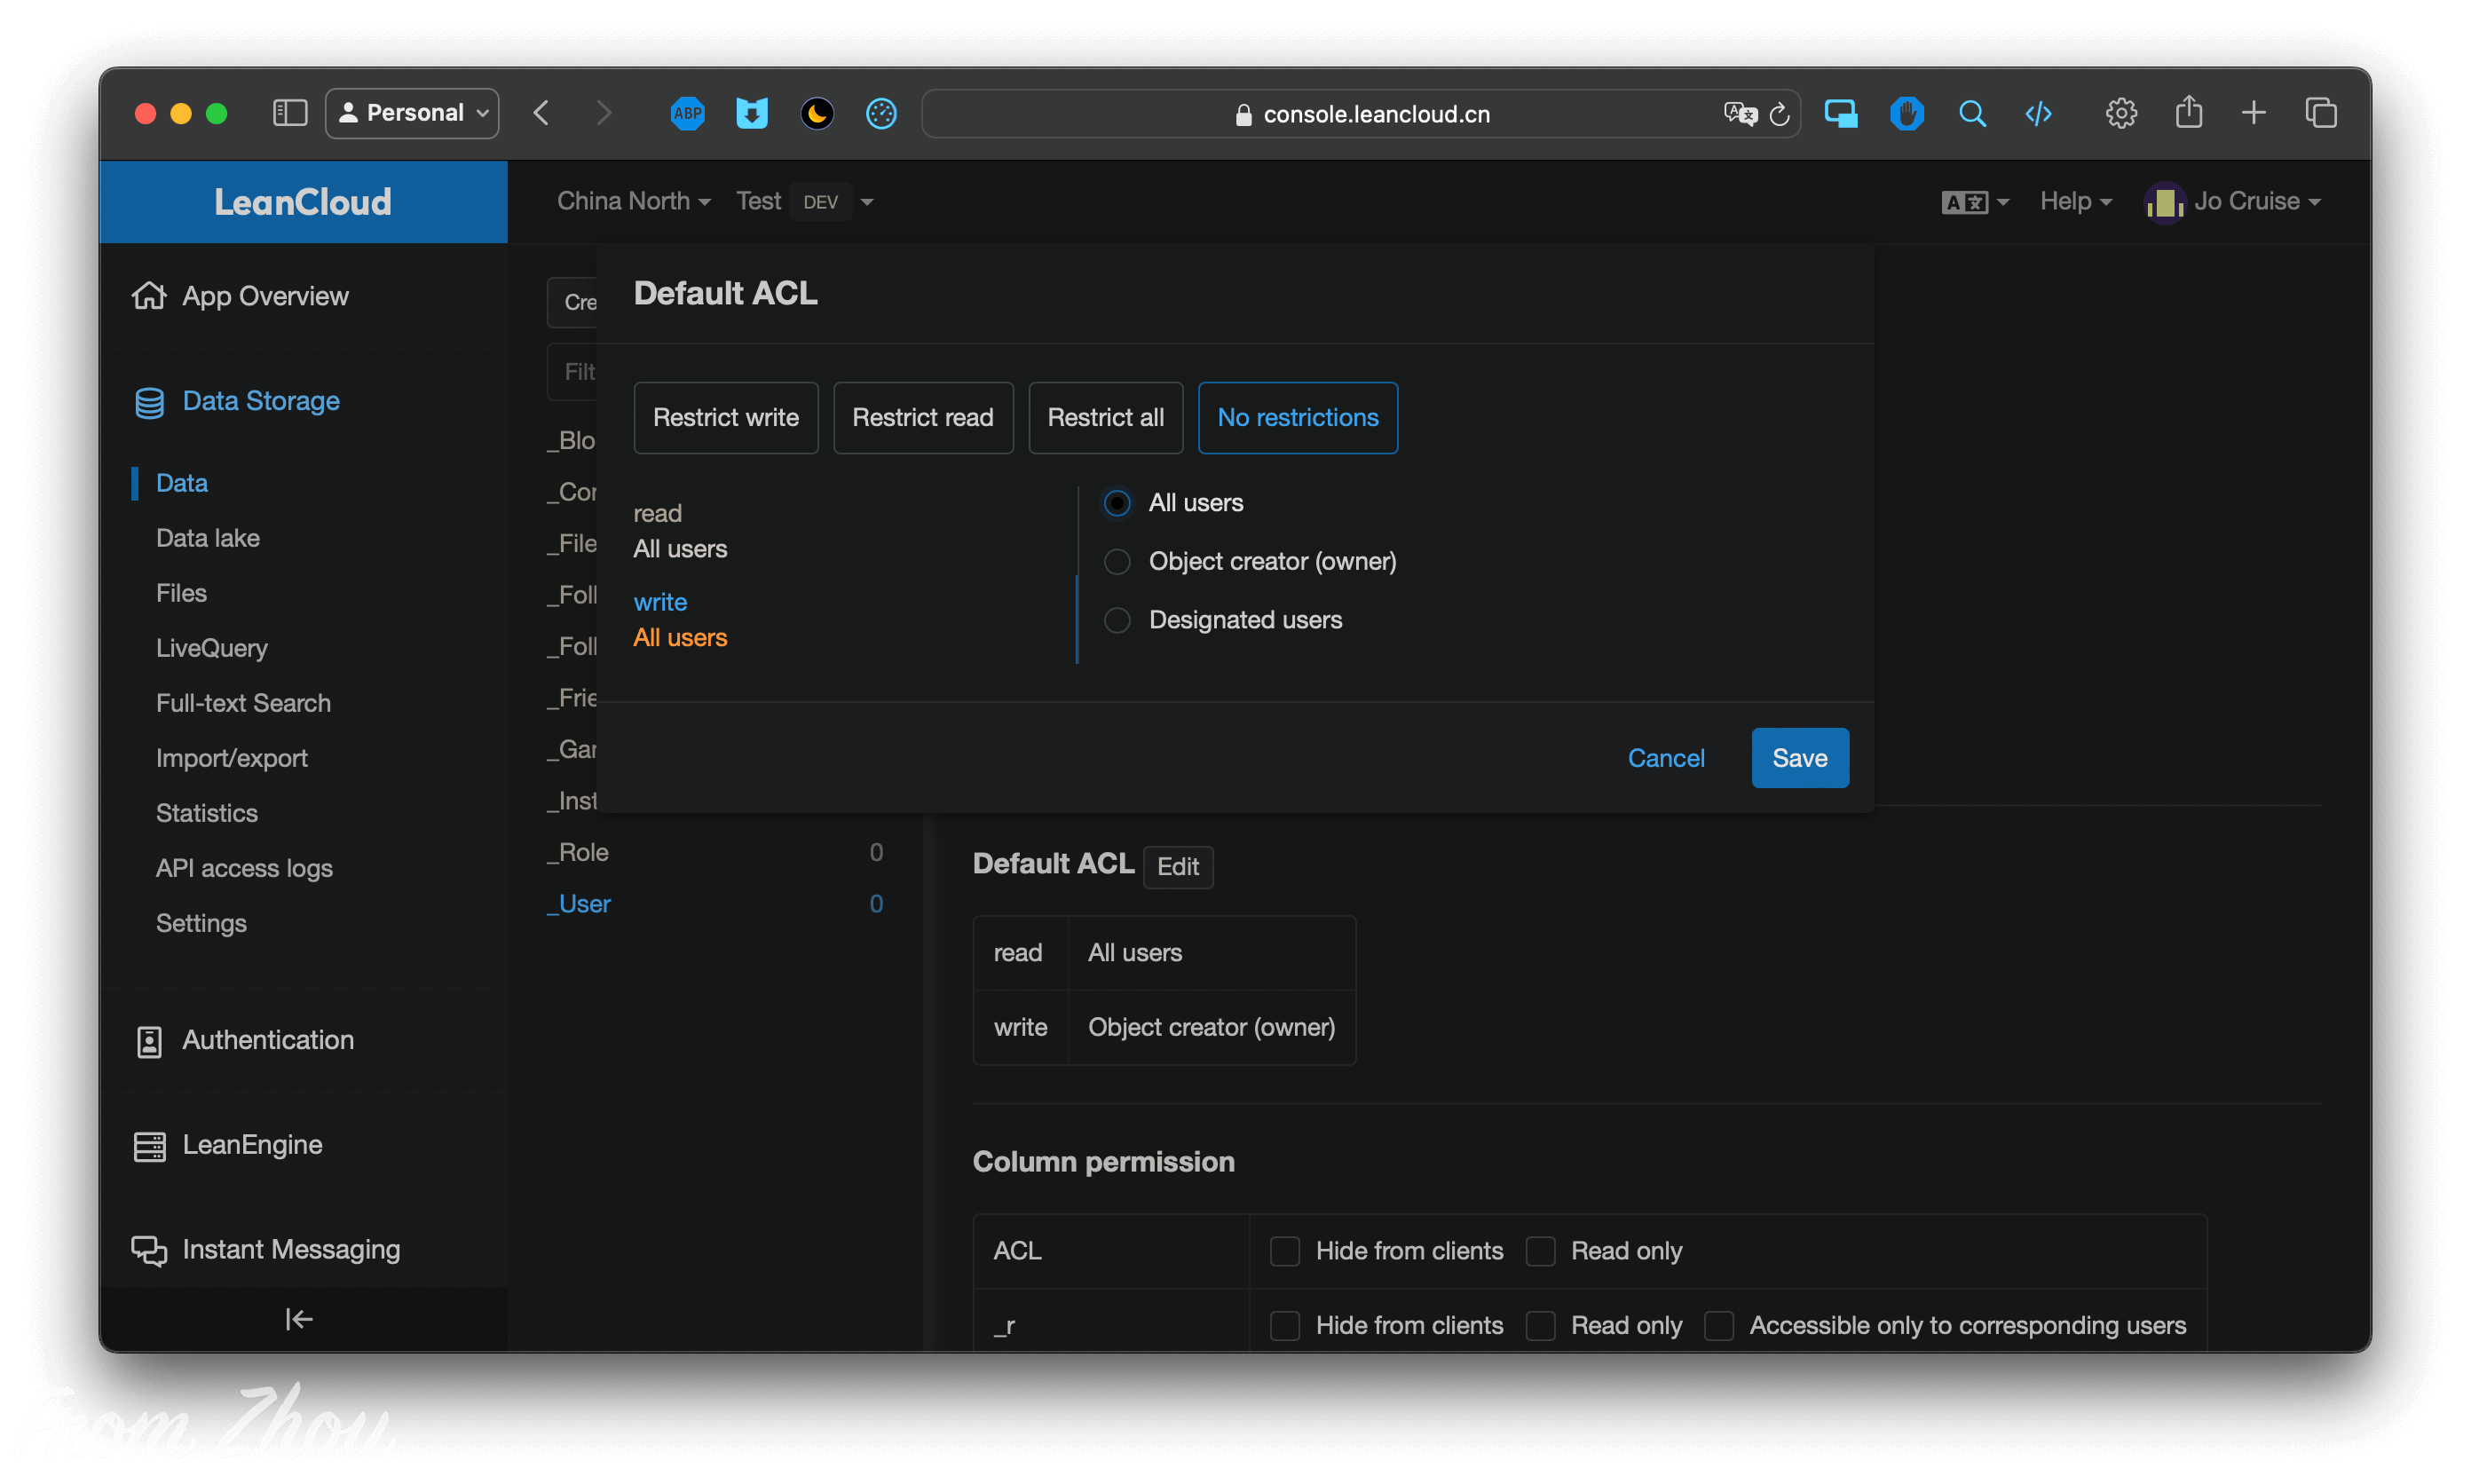 Personal
ABP
console.leancloud.cn
LeanCloud
China North
Test DEV
Help
Jo Cruise
App Overview
Data Storage
Data
Data lake
Files
LiveQuery
Full-text Search
Import/export
Statistics
API access logs
Settings
Authentication
LeanEngine
Instant Messaging
Cre
Filt
_Blo
_Cor
_File
_Foll
_Foll
_Frie
_Gar
_Inst
_Role 0
_User 0
Default ACL
Restrict write
Restrict read
Restrict all
No restrictions
read
All users
write
All users
All users
Object creator (owner)
Designated users
Cancel
Save
Default ACL Edit
read All users
write Object creator (owner)
Column permission
ACL Hide from clients Read only
_r Hide from clients Read only Accessible only to corresponding users
From Zhou